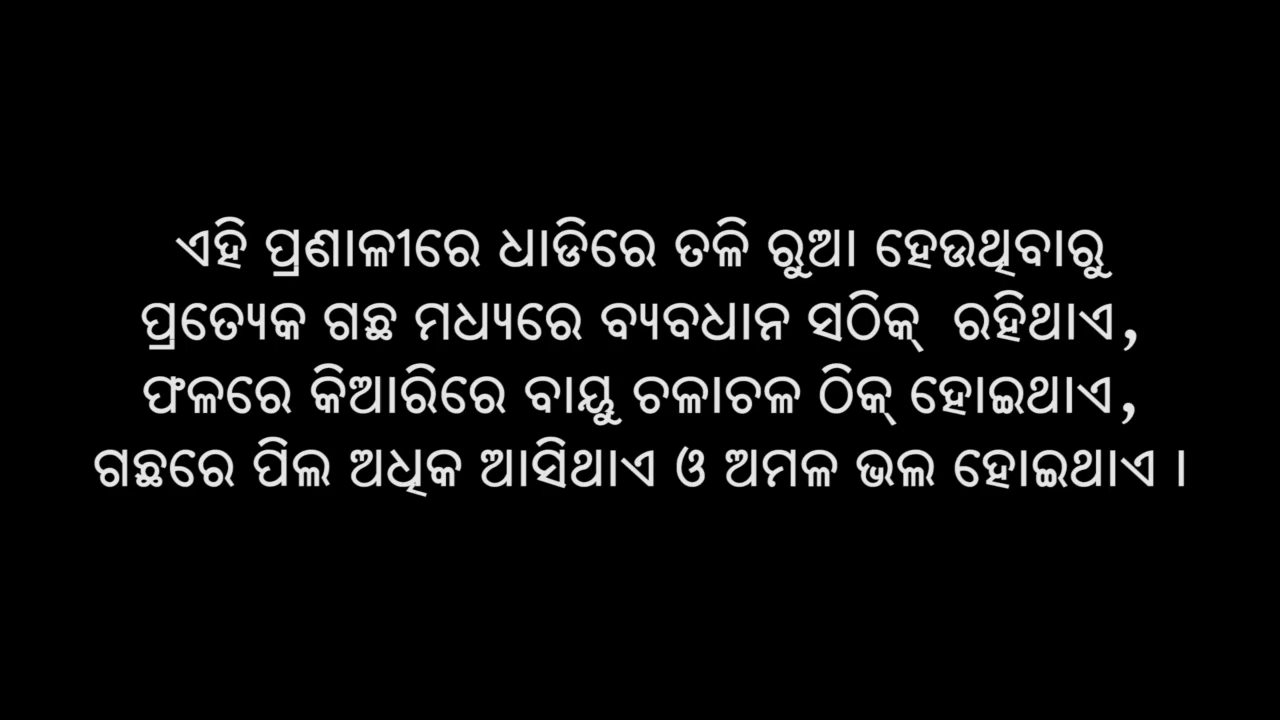 ଏହି ପ୍ରଣାଳୀରେ ଧାଡିରେ ତଳି ରୁଆ ହେଉଥିବାରୁ
ପ୍ରତ୍ୟେକ ଗଛ ମଧ୍ୟରେ ବ୍ୟବଧାନ ସଠିକ୍ ରହିଥାଏ,
ଫଳରେ କିଆରିରେ ବାୟୁ ଚଳାଚଳ ଠିକ୍ ହୋଇଥାଏ,
ଗଛରେ ପିଲ ଅଧିକ ଆସିଥାଏ ଓ ଅମଳ ଭଲ ହୋଇଥାଏ ।